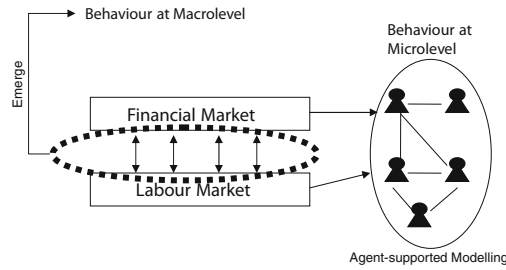 Behaviour at Macrolevel
Behaviour at
Microlevel
Emerge
Financial Market
Labour Market
Agent-supported Modelling